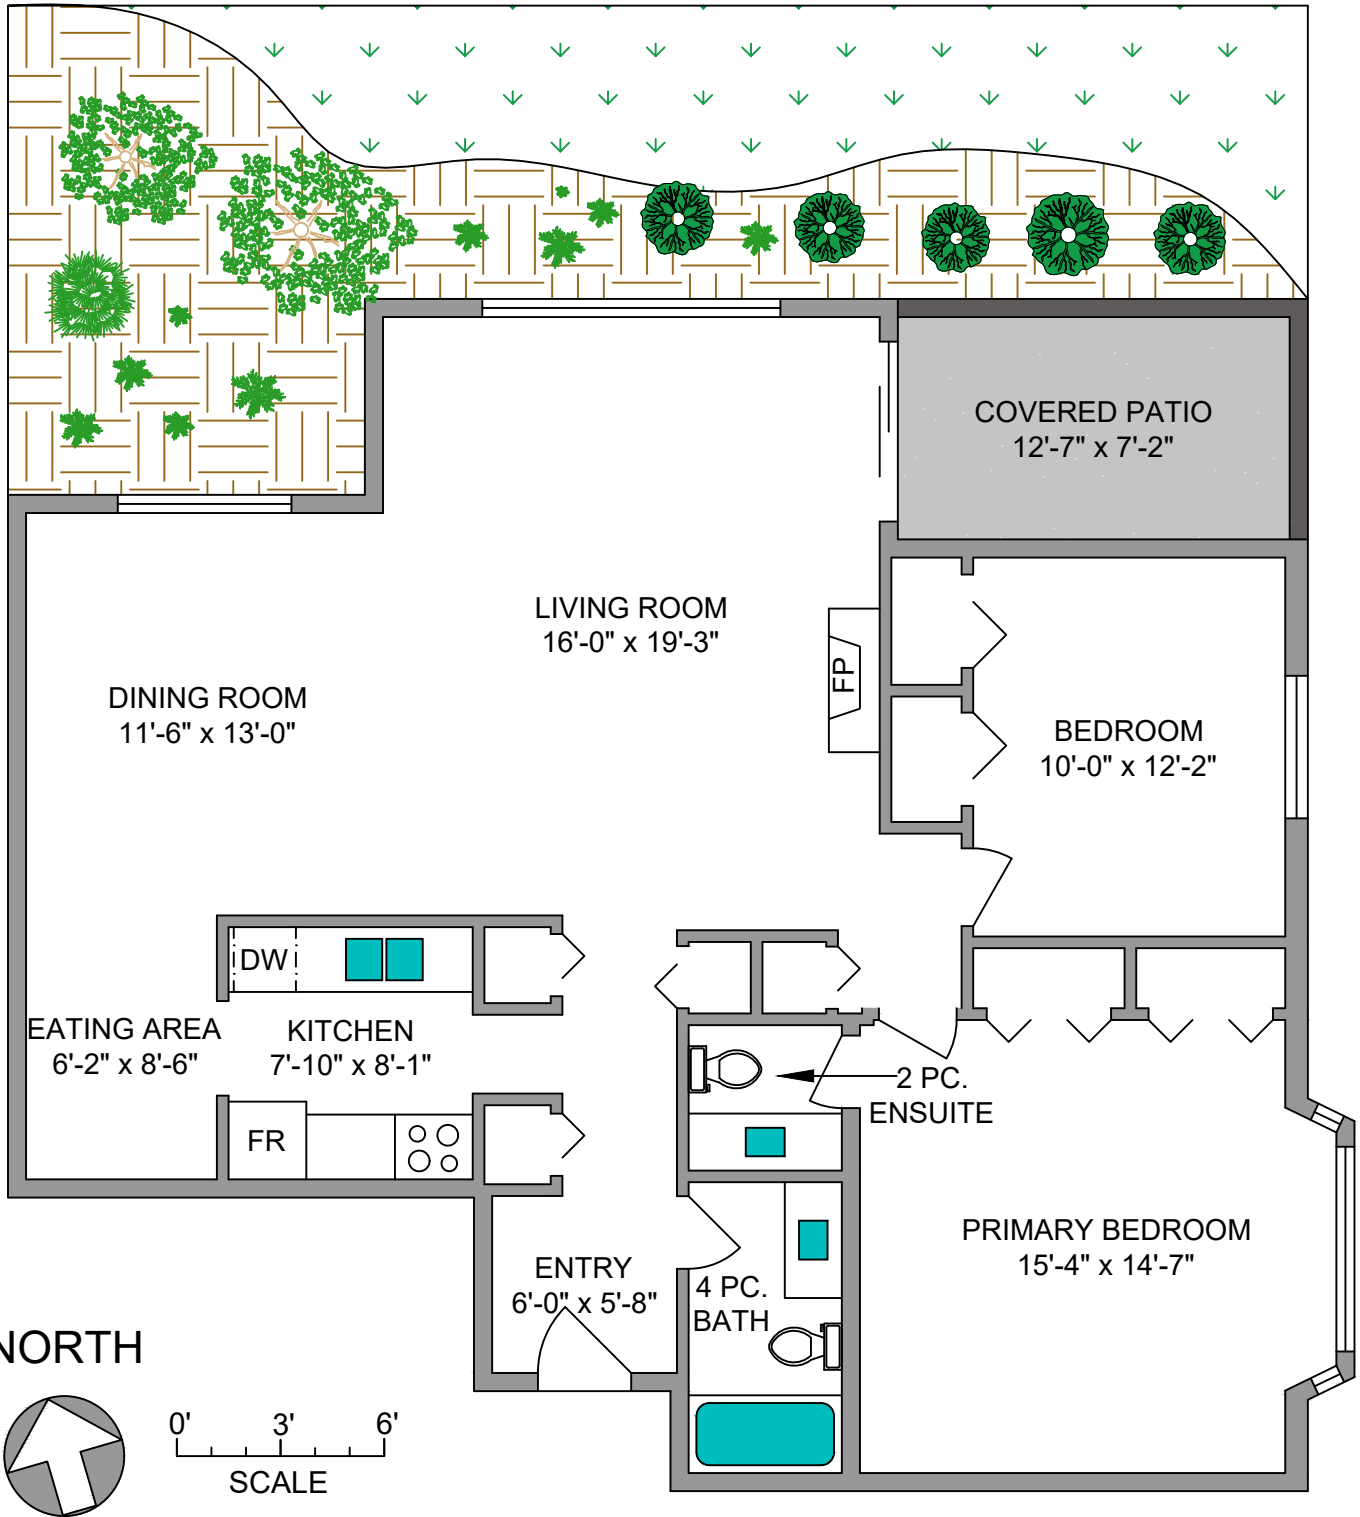 COVERED PATIO
12'-7" x 7'-2"
LIVING ROOM
16'-0" x 19'-3"
FP
DINING ROOM
11'-6" x 13'-0"
BEDROOM
10'-0" x 12'-2"
DW
EATING AREA
6'-2" x 8'-6"
KITCHEN
7'-10" x 8'-1"
2 PC.
ENSUITE
FR
PRIMARY BEDROOM
15'-4" x 14'-7"
ENTRY
6'-0" x 5'-8"
4 PC.
BATH
NORTH
0' 3' 6'
SCALE